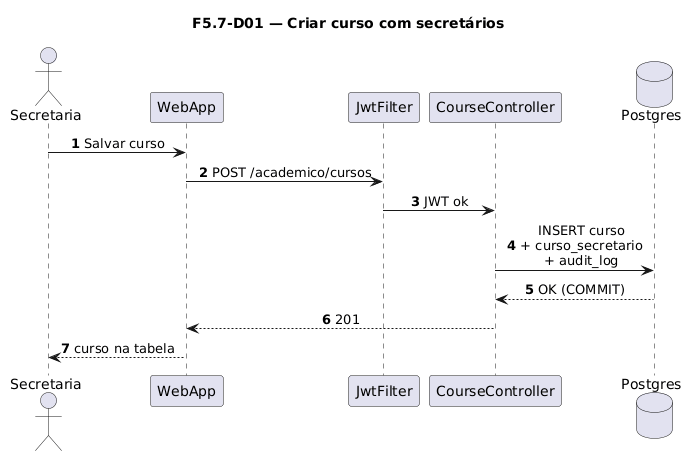 F5.7-D01 — Criar curso com secretários
Secretaria
WebApp
JwtFilter
CourseController
Postgres
1 Salvar curso
2 POST /academico/cursos
3 JWT ok
INSERT curso
4 + curso_secretario
+ audit_log
5 OK (COMMIT)
6 201
7 curso na tabela
Secretaria
WebApp
JwtFilter
CourseController
Postgres